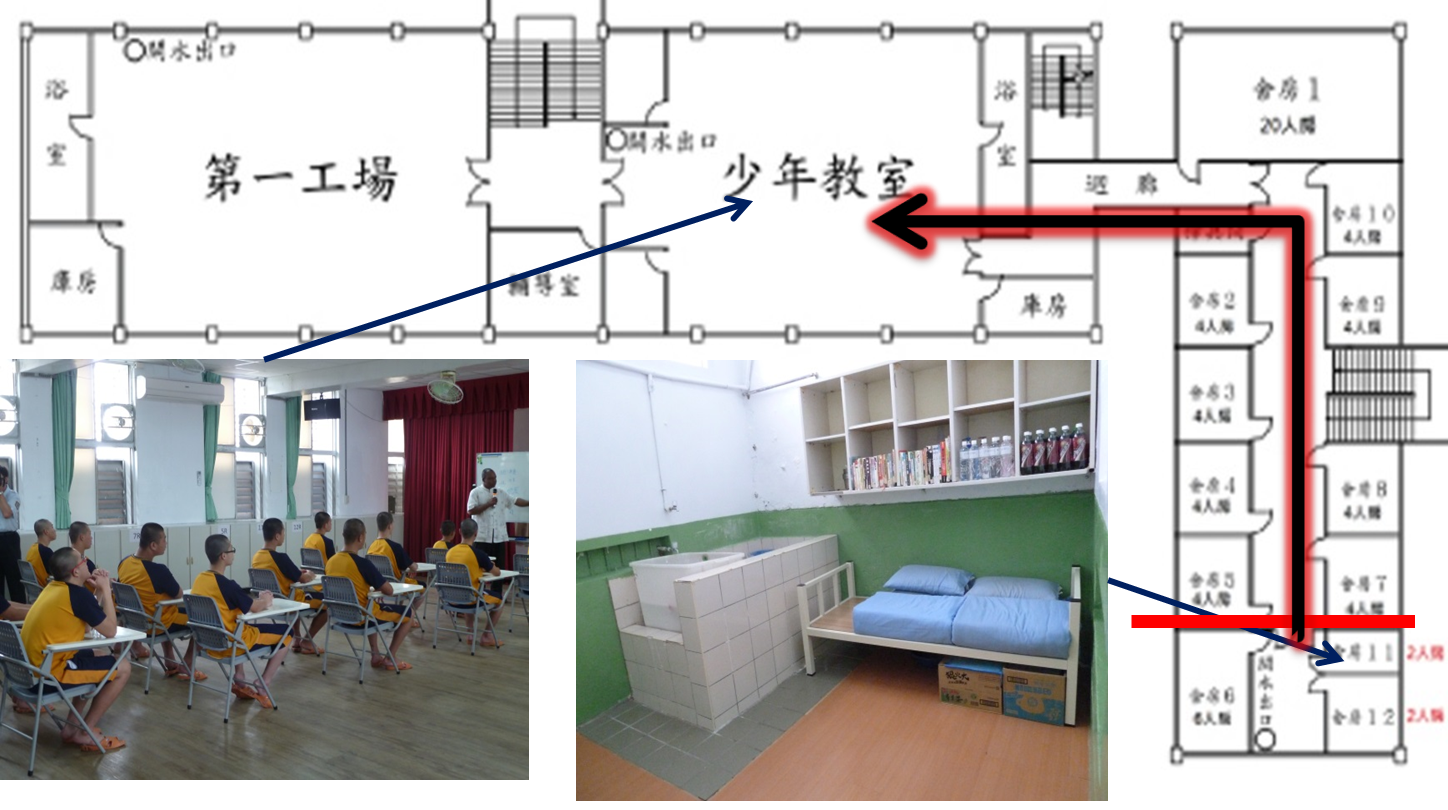 開水出口
浴室
第一工場
庫房
輔導室
開水出口
少年教室
浴室
庫房
迴廊
舍房1
20人房
舍房10
4人房
舍房2
4人房
舍房9
4人房
舍房3
4人房
舍房4
4人房
舍房8
4人房
舍房5
4人房
舍房7
4人房
舍房11
2人房
舍房6
6人房
開水出口
舍房12
2人房